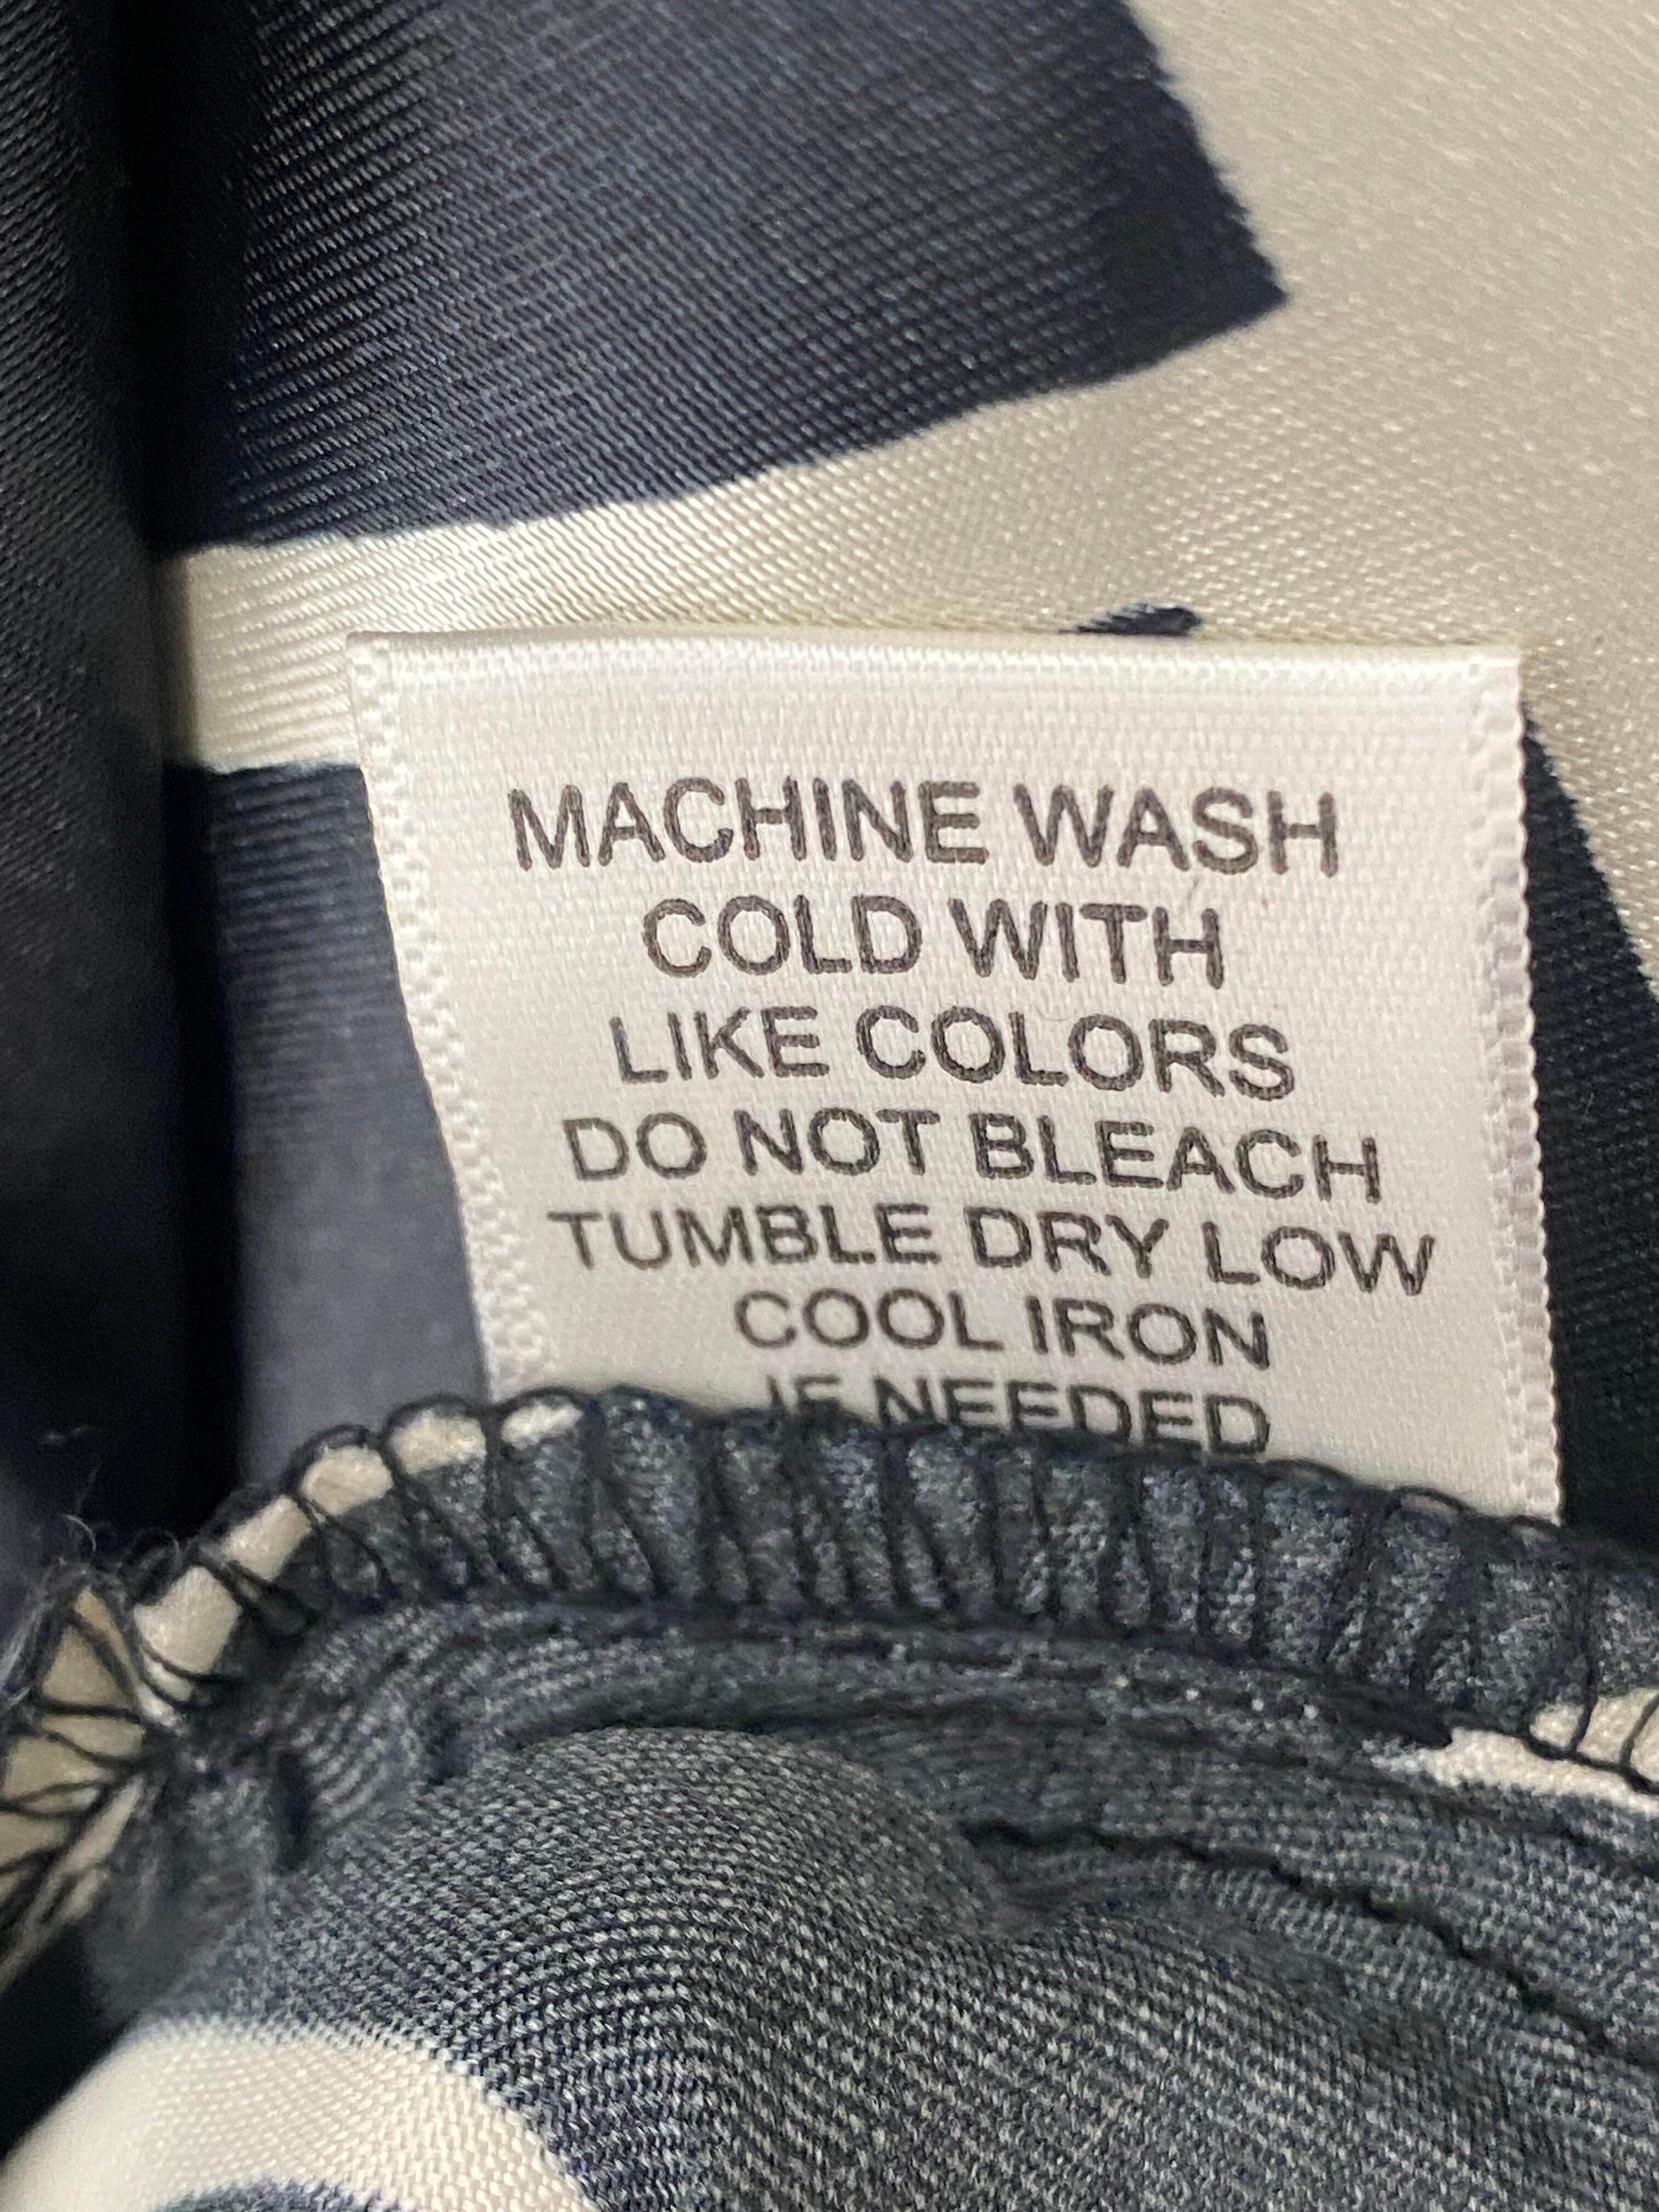 MACHINE WASH
COLD WITH
LIKE COLORS
DO NOT BLEACH
TUMBLE DRY LOW
COOL IRON
IF NEEDED